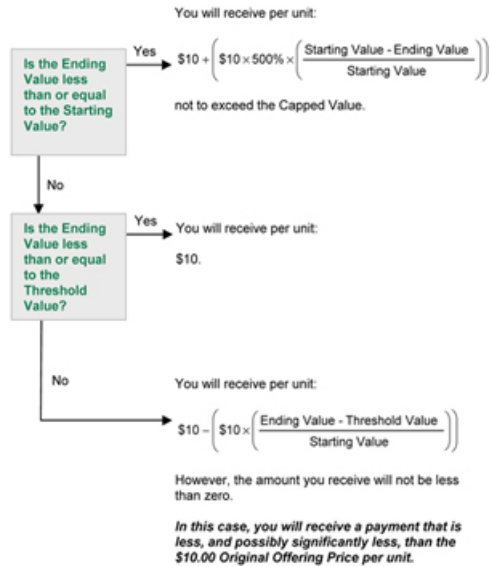 You will receive per unit:
Is the Ending
Value less
than or equal
to the Starting
Value?
Yes
$10 + ( $10 × 500% × ( Starting Value - Ending Value
Starting Value ) )
not to exceed the Capped Value.
No
Is the Ending
Value less
than or equal
to the
Threshold
Value?
Yes
You will receive per unit:
$10.
No
You will receive per unit:
$10 − ( $10 × ( Ending Value - Threshold Value
Starting Value ) )
However, the amount you receive will not be less
than zero.
In this case, you will receive a payment that is
less, and possibly significantly less, than the
$10.00 Original Offering Price per unit.